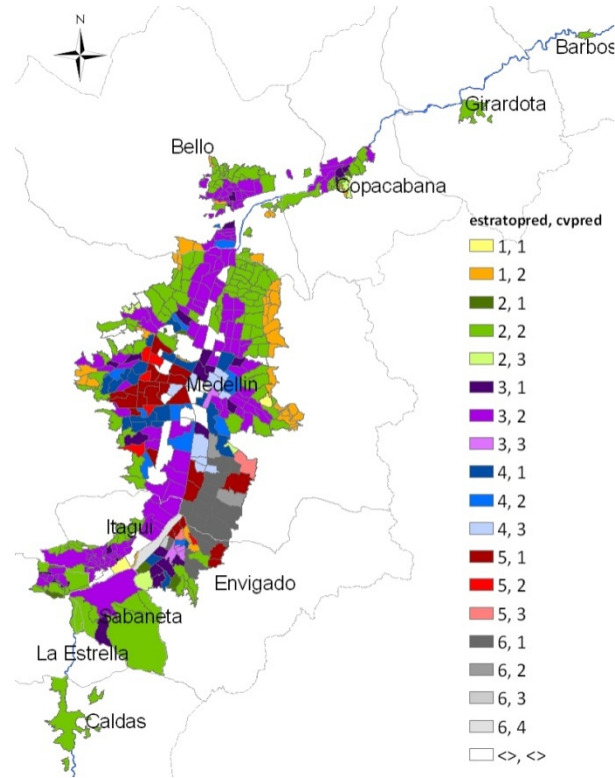 N
Barbos
Girardota
Bello
Copacabana
estratopred, cvpred
1, 1
1, 2
2, 1
2, 2
2, 3
3, 1
3, 2
3, 3
4, 1
4, 2
4, 3
5, 1
5, 2
5, 3
6, 1
6, 2
6, 3
6, 4
<>, <>
Medellín
Itagüí
Envigado
Sabaneta
La Estrella
Caldas